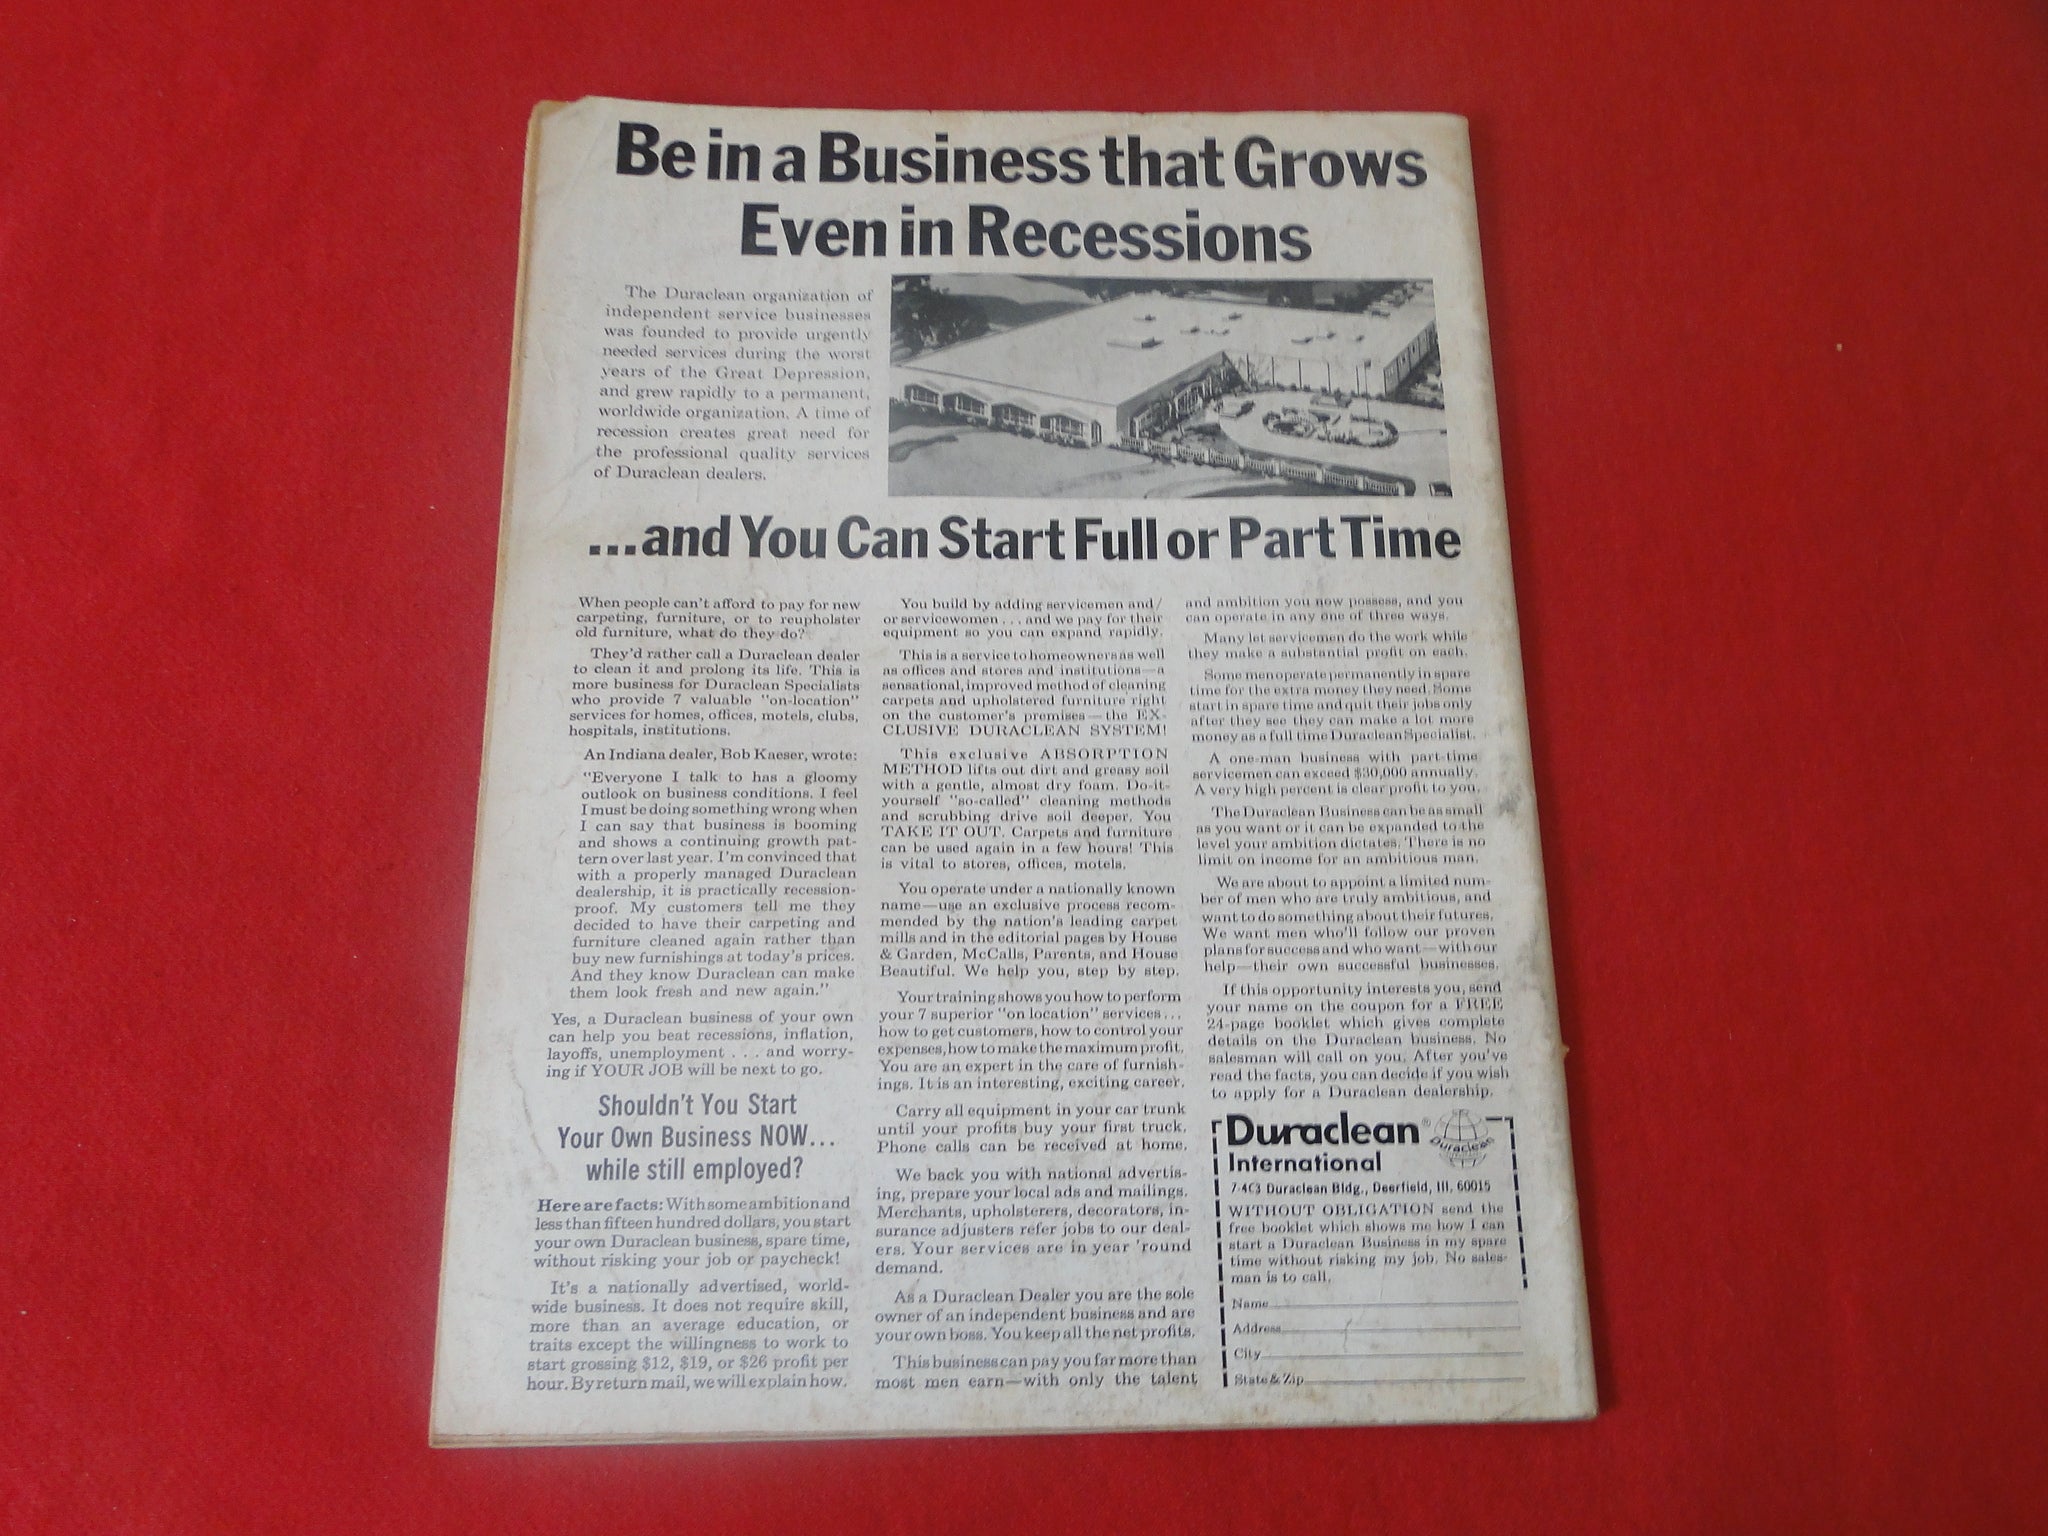 Be in a Business that Grows
Even in Recessions
The Duraclean organization of
independent service businesses
was founded to provide urgently
needed services during the worst
years of the Great Depression,
and grew rapidly to a permanent,
worldwide organization. A time of
recession creates great need for
the professional quality services
of Duraclean dealers.
...and You Can Start Full or Part Time
When people can't afford to pay for new
carpeting, furniture, or to reupholster
old furniture, what do they do?
They'd rather call a Duraclean dealer
to clean it and prolong its life. This is
more business for Duraclean Specialists
who provide 7 valuable "on-location"
services for homes, offices, motels, clubs,
hospitals, institutions.
An Indiana dealer, Bob Kaeser, wrote:
"Everyone I talk to has a gloomy
outlook on business conditions. I feel
I must be doing something wrong when
I can say that business is booming
and shows a continuing growth pat-
tern over last year. I'm convinced that
with a properly managed Duraclean
dealership, it is practically recession-
proof. My customers tell me they
decided to have their carpeting and
furniture cleaned again rather than
buy new furnishings at today's prices.
And they know Duraclean can make
them look fresh and new again."
Yes, a Duraclean business of your own
can help you beat recessions, inflation,
layoffs, unemployment . . . and worry-
ing if YOUR JOB will be next to go.
Shouldn't You Start
Your Own Business NOW...
while still employed?
Here are facts: With some ambition and
less than fifteen hundred dollars, you start
your own Duraclean business, spare time,
without risking your job or paycheck!
It's a nationally advertised, world-
wide business. It does not require skill,
more than an average education, or
traits except the willingness to work to
start grossing $12, $19, or $26 profit per
hour. By return mail, we will explain how.
You build by adding servicemen and/
or servicewomen . . . and we pay for their
equipment so you can expand rapidly.
This is a service to homeowners as well
as offices and stores and institutions—a
sensational, improved method of cleaning
carpets and upholstered furniture right
on the customer's premises—the EX-
CLUSIVE DURACLEAN SYSTEM!
This exclusive ABSORPTION
METHOD lifts out dirt and greasy soil
with a gentle, almost dry foam. Do-it-
yourself "so-called" cleaning methods
and scrubbing drive soil deeper. You
TAKE IT OUT. Carpets and furniture
can be used again in a few hours! This
is vital to stores, offices, motels.
You operate under a nationally known
name—use an exclusive process recom-
mended by the nation's leading carpet
mills and in the editorial pages by House
& Garden, McCalls, Parents, and House
Beautiful. We help you, step by step.
Your training shows you how to perform
your 7 superior "on location" services...
how to get customers, how to control your
expenses, how to make the maximum profit.
You are an expert in the care of furnish-
ings. It is an interesting, exciting career.
Carry all equipment in your car trunk
until your profits buy your first truck.
Phone calls can be received at home.
We back you with national advertis-
ing, prepare your local ads and mailings.
Merchants, upholsterers, decorators, in-
surance adjusters refer jobs to our deal-
ers. Your services are in year 'round
demand.
As a Duraclean Dealer you are the sole
owner of an independent business and are
your own boss. You keep all the net profits.
This business can pay you far more than
most men earn—with only the talent
and ambition you now possess, and you
can operate in any one of three ways.
Many let servicemen do the work while
they make a substantial profit on each.
Some men operate permanently in spare
time for the extra money they need. Some
start in spare time and quit their jobs only
after they see they can make a lot more
money as a full time Duraclean Specialist.
A one-man business with part-time
servicemen can exceed $30,000 annually.
A very high percent is clear profit to you.
The Duraclean Business can be as small
as you want or it can be expanded to the
level your ambition dictates. There is no
limit on income for an ambitious man.
We are about to appoint a limited num-
ber of men who are truly ambitious, and
want to do something about their futures.
We want men who'll follow our proven
plans for success and who want—with our
help—their own successful businesses.
If this opportunity interests you, send
your name on the coupon for a FREE
24-page booklet which gives complete
details on the Duraclean business. No
salesman will call on you. After you've
read the facts, you can decide if you wish
to apply for a Duraclean dealership.
Duraclean®
Duraclean
International
7-4C3 Duraclean Bldg., Deerfield, Ill. 60015
WITHOUT OBLIGATION send the
free booklet which shows me how I can
start a Duraclean Business in my spare
time without risking my job. No sales-
man is to call.
Name
Address
City
State & Zip